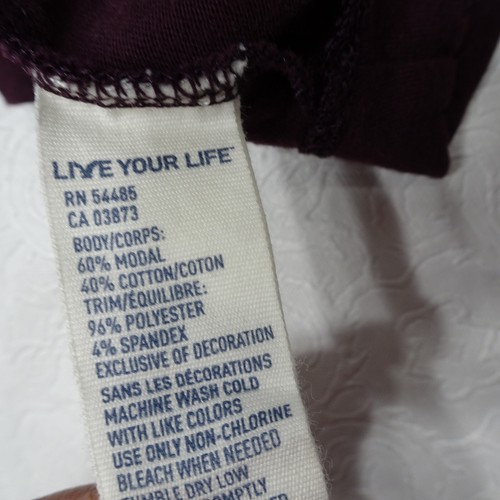 LIVE YOUR LIFE™
RN 54485
CA 03873
BODY/CORPS:
60% MODAL
40% COTTON/COTON
TRIM/ÉQUILIBRE:
96% POLYESTER
4% SPANDEX
EXCLUSIVE OF DECORATION
SANS LES DÉCORATIONS
MACHINE WASH COLD
WITH LIKE COLORS
USE ONLY NON-CHLORINE
BLEACH WHEN NEEDED
TUMBLE DRY LOW
PROMPTLY